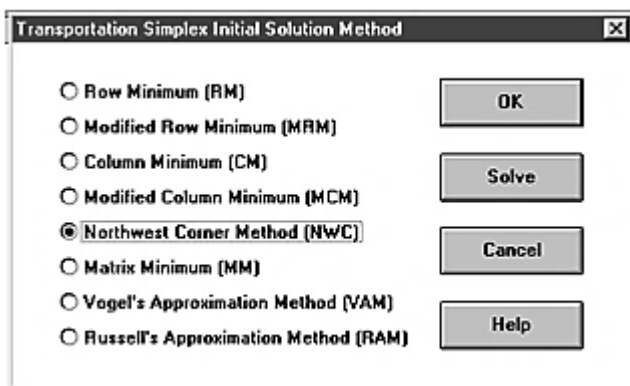 Transportation Simplex Initial Solution Method
Row Minimum (RM)
Modified Row Minimum (MRM)
Column Minimum (CM)
Modified Column Minimum (MCM)
Northwest Corner Method (NWC)
Matrix Minimum (MM)
Vogel's Approximation Method (VAM)
Russell's Approximation Method (RAM)
OK
Solve
Cancel
Help